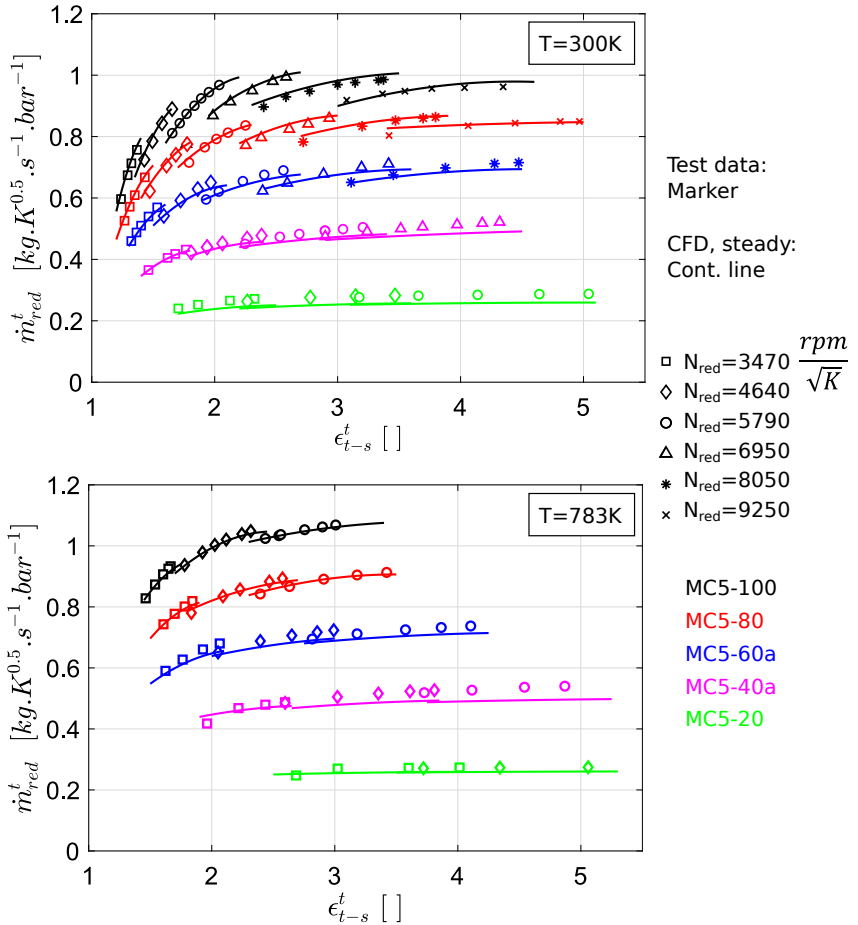 T=300K
1.2
1
0.8
0.6
0.4
0.2
0
1
2
3
4
5
ṁ^t_red [kg.K^0.5.s^-1.bar^-1]
ϵ^t_t-s [ ]
Test data:
Marker
CFD, steady:
Cont. line
N_red=3470 rpm/√K
N_red=4640
N_red=5790
N_red=6950
N_red=8050
N_red=9250
T=783K
1.2
1
0.8
0.6
0.4
0.2
0
1
2
3
4
5
ṁ^t_red [kg.K^0.5.s^-1.bar^-1]
ϵ^t_t-s [ ]
MC5-100
MC5-80
MC5-60a
MC5-40a
MC5-20